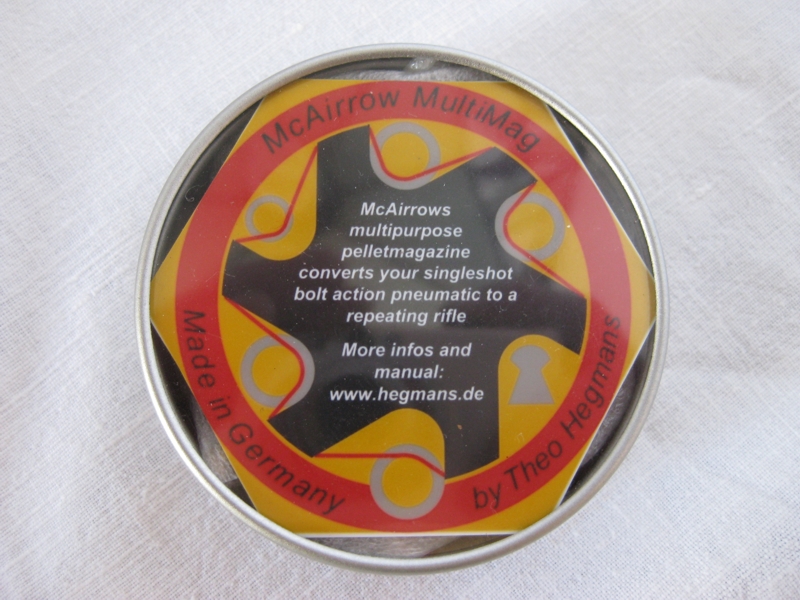 McAirrow MultiMag
McAirrows
multipurpose
pelletmagazine
converts your singleshot
bolt action pneumatic to a
repeating rifle
More infos and
manual:
www.hegmans.de
Made in Germany
by Theo Hegmans